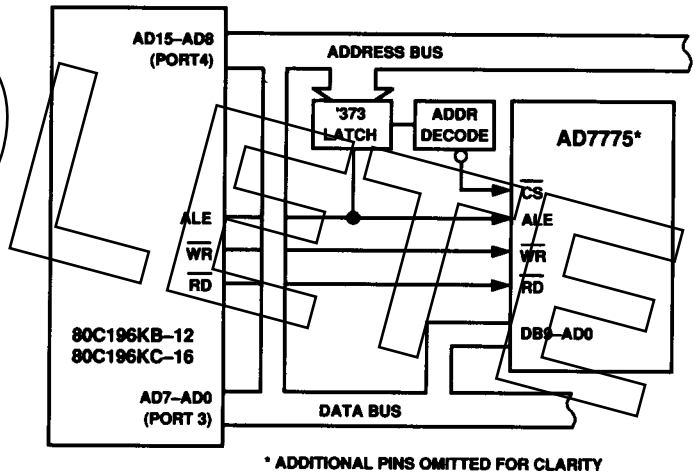 AD15–AD8
(PORT4)
ADDRESS BUS
'373
LATCH
ADDR
DECODE
AD7775*
CS
ALE
ALE
WR
WR
RD
RD
DB9–AD0
80C196KB-12
80C196KC-16
AD7–AD0
(PORT 3)
DATA BUS
* ADDITIONAL PINS OMITTED FOR CLARITY